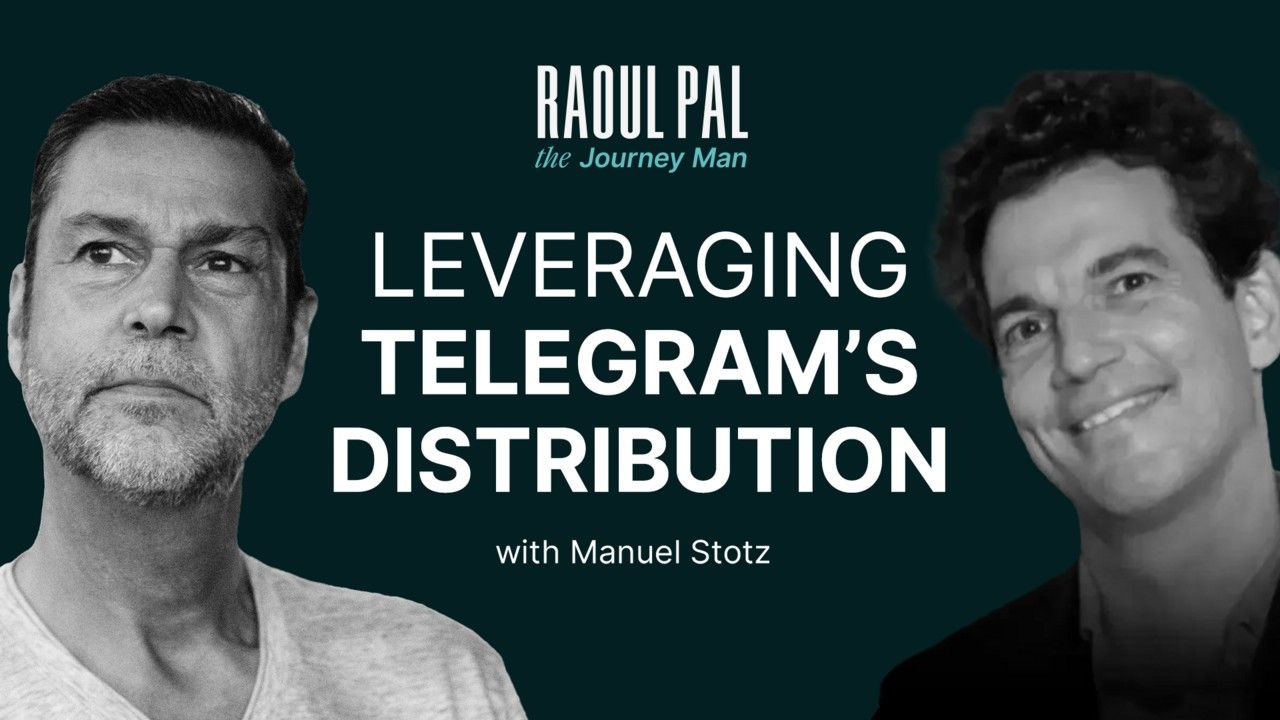 RAOUL PAL
the Journey Man
LEVERAGING
TELEGRAM’S
DISTRIBUTION
with Manuel Stotz